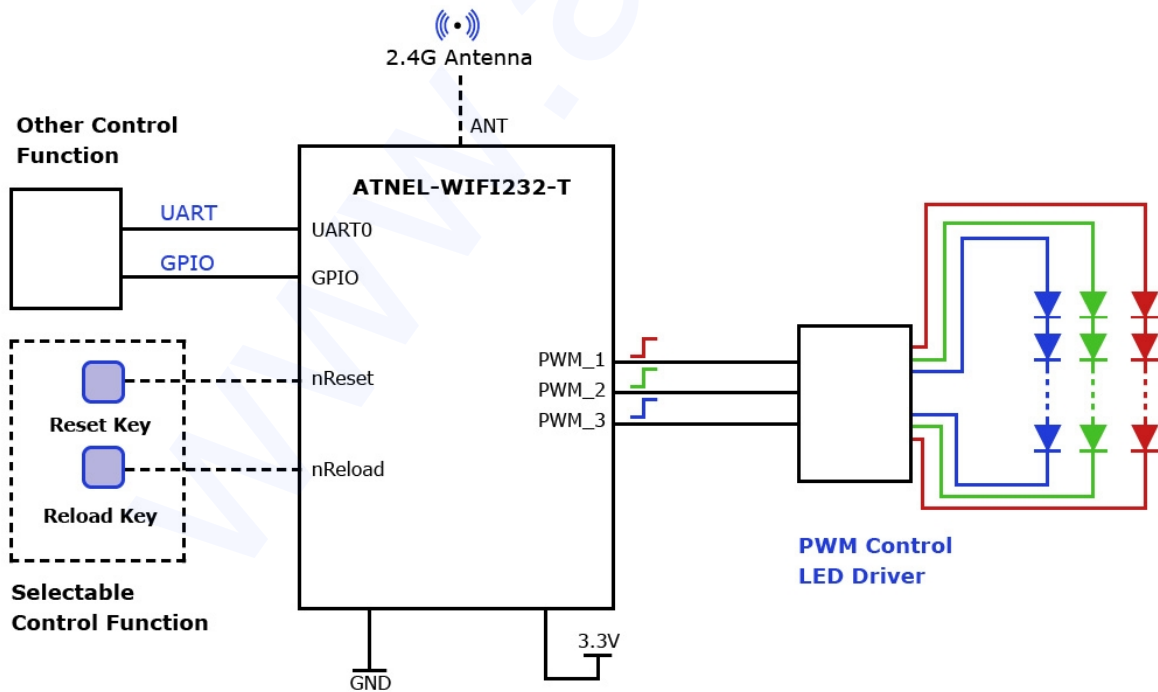 2.4G Antenna
ANT
Other Control
Function
ATNEL-WIFI232-T
UART
UART0
GPIO
GPIO
nReset
Reset Key
nReload
Reload Key
Selectable
Control Function
PWM_1
PWM_2
PWM_3
PWM Control
LED Driver
3.3V
GND
www.a